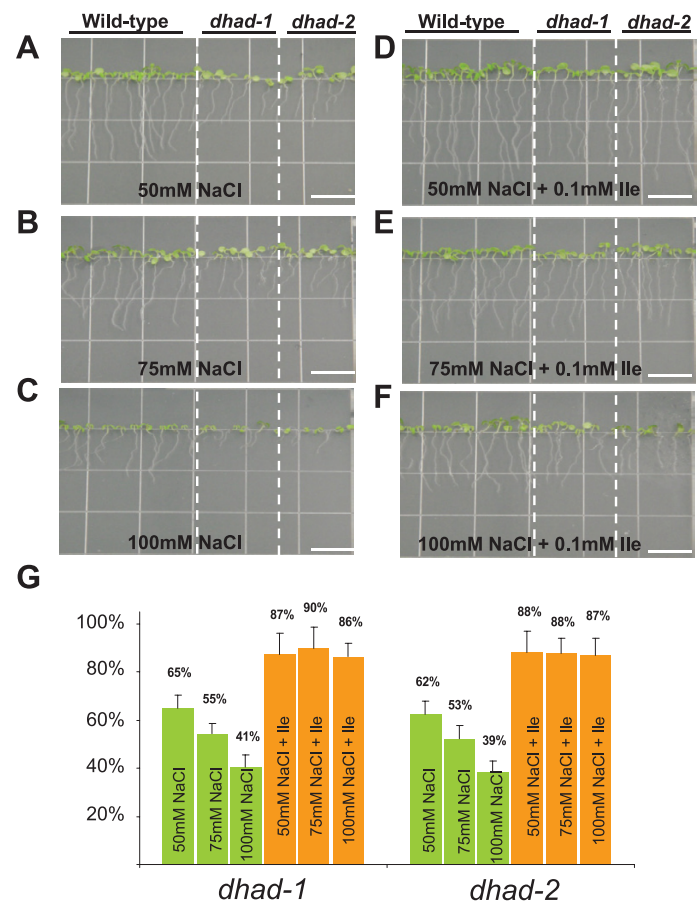 Wild-type dhad-1 dhad-2
Wild-type dhad-1 dhad-2
A
50mM NaCl
D
50mM NaCl + 0.1mM Ile
B
75mM NaCl
E
75mM NaCl + 0.1mM Ile
C
100mM NaCl
F
100mM NaCl + 0.1mM Ile
G
100%
80%
60%
40%
20%
65%
55%
41%
87%
90%
86%
62%
53%
39%
88%
88%
87%
50mM NaCl
75mM NaCl
100mM NaCl
50mM NaCl + Ile
75mM NaCl + Ile
100mM NaCl + Ile
50mM NaCl
75mM NaCl
100mM NaCl
50mM NaCl + Ile
75mM NaCl + Ile
100mM NaCl + Ile
dhad-1
dhad-2